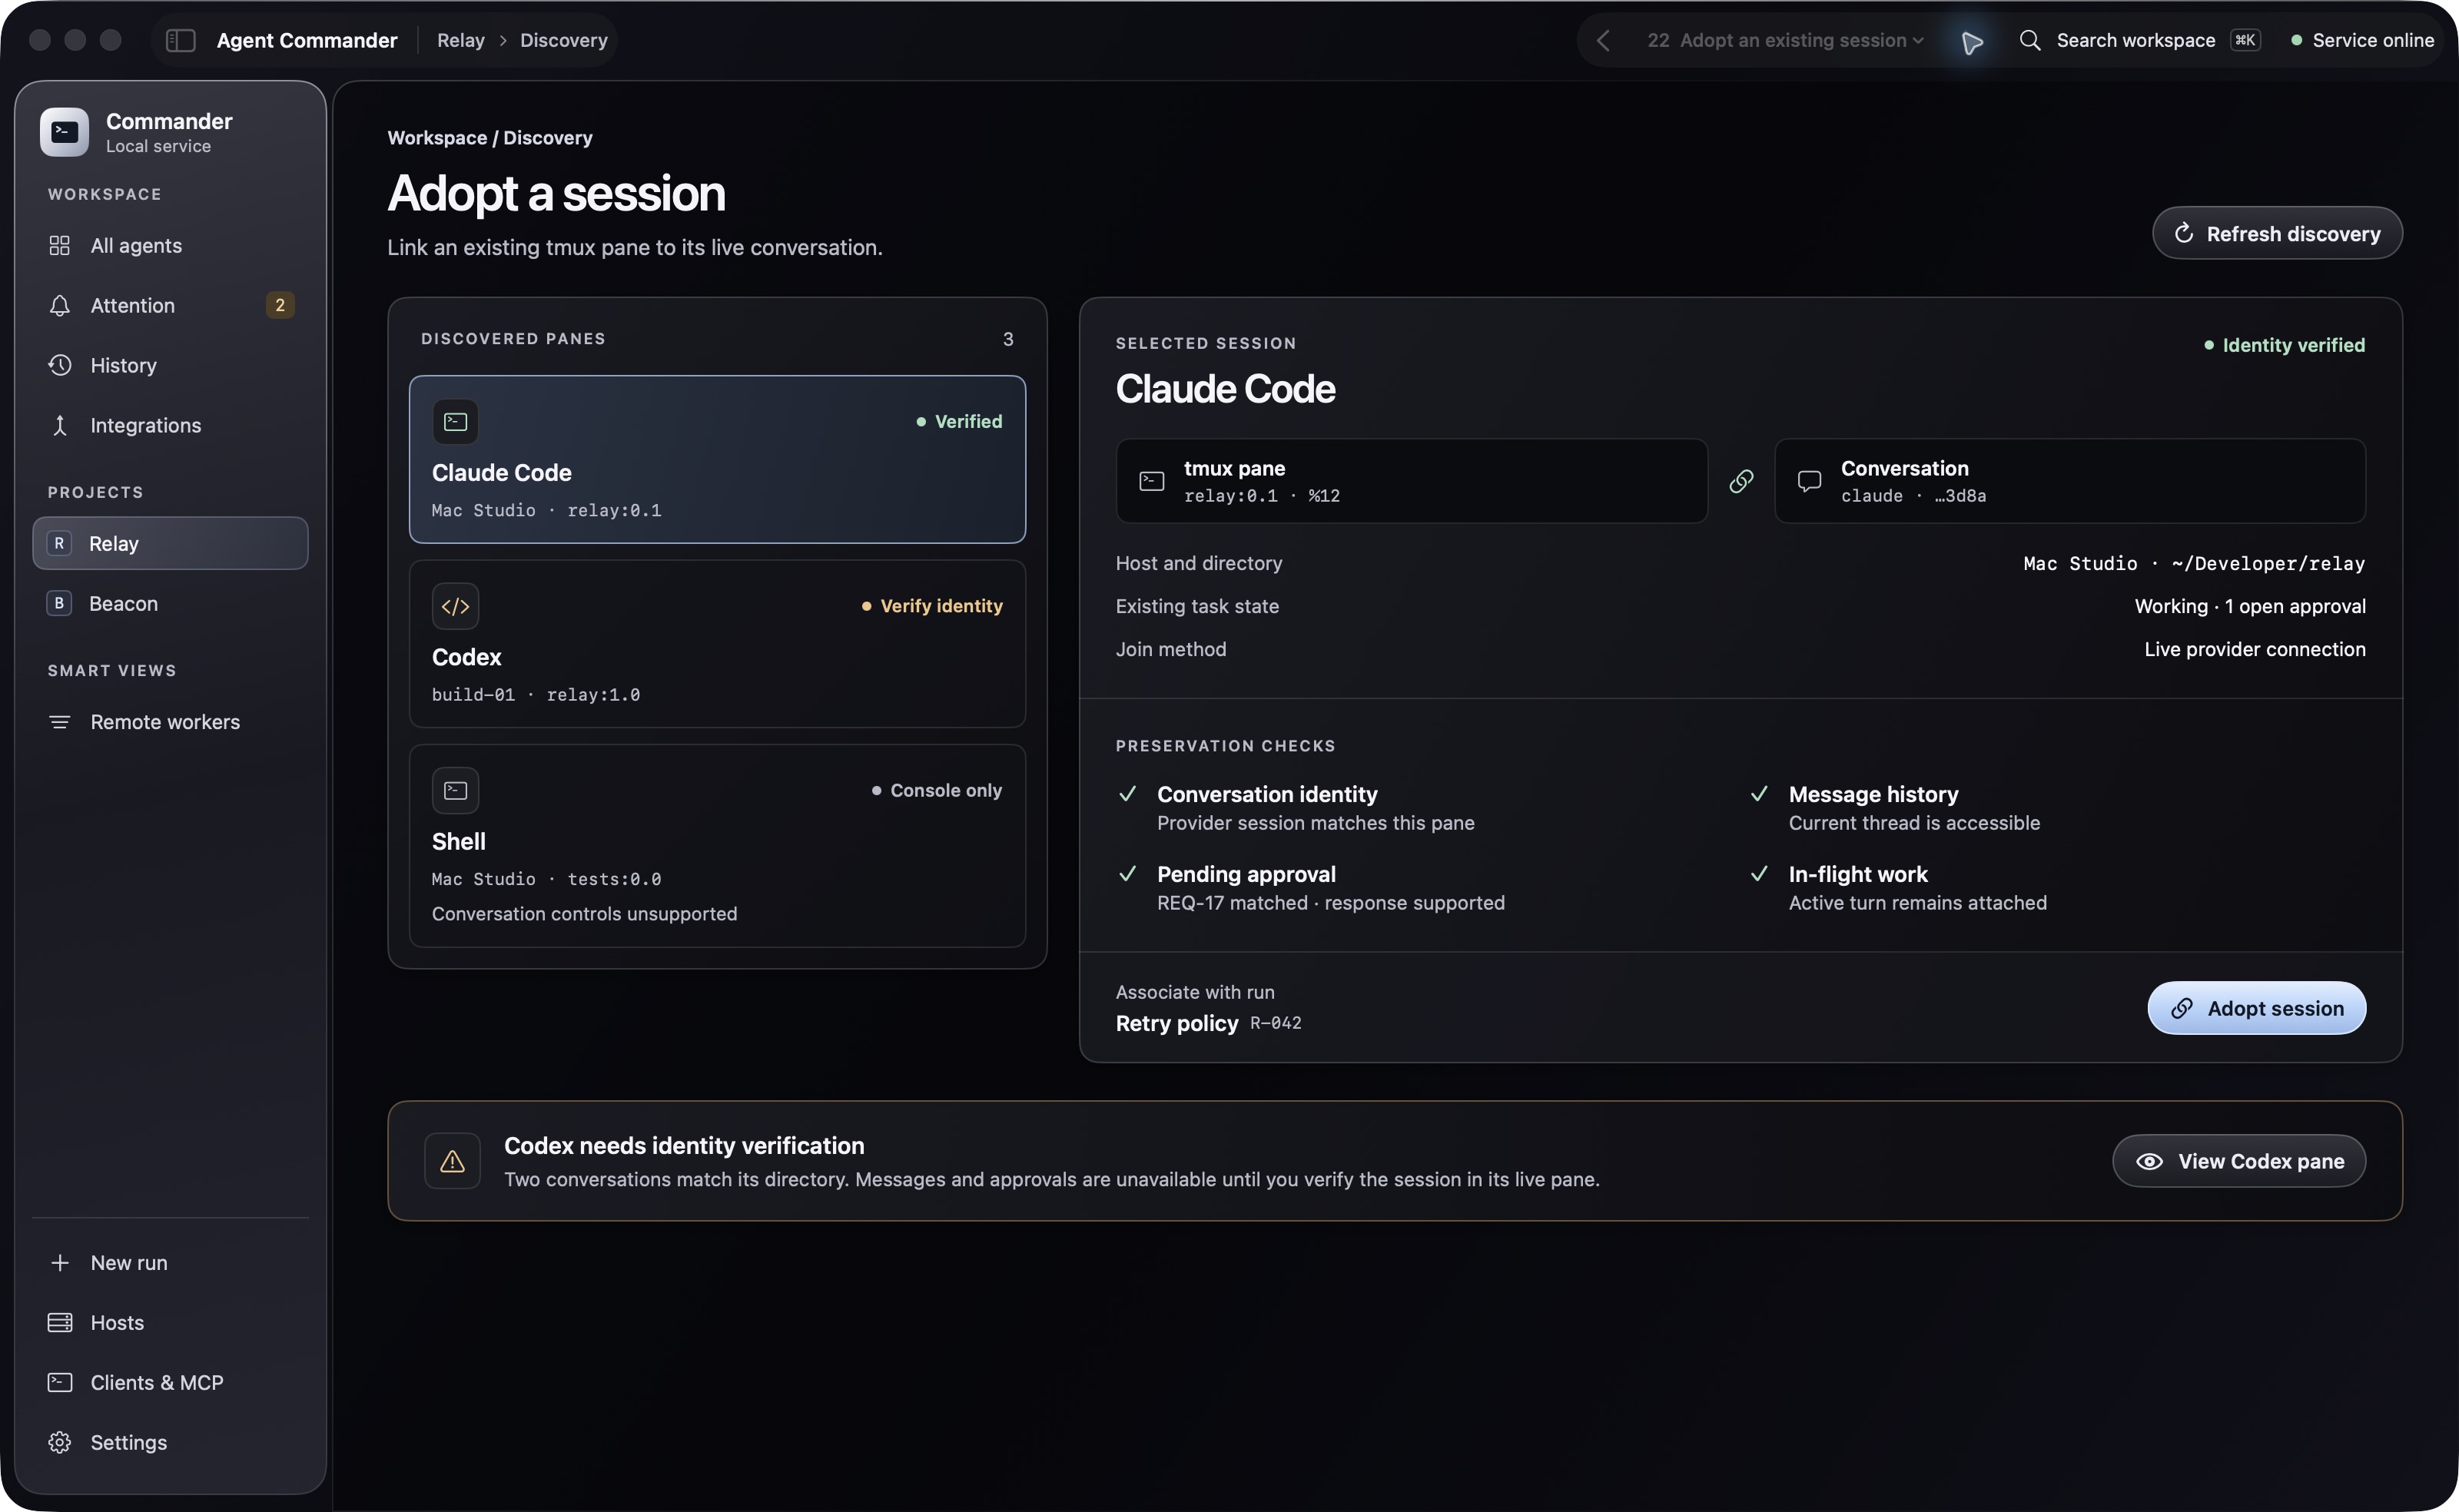 Agent Commander
Relay > Discovery
22 Adopt an existing session
Search workspace ⌘K
Service online
Commander
Local service
WORKSPACE
All agents
Attention 2
History
Integrations
PROJECTS
R Relay
B Beacon
SMART VIEWS
Remote workers
New run
Hosts
Clients & MCP
Settings
Workspace / Discovery
Adopt a session
Link an existing tmux pane to its live conversation.
Refresh discovery
DISCOVERED PANES 3
Verified
Claude Code
Mac Studio · relay:0.1
Verify identity
Codex
build-01 · relay:1.0
Console only
Shell
Mac Studio · tests:0.0
Conversation controls unsupported
SELECTED SESSION
Identity verified
Claude Code
tmux pane
relay:0.1 · %12
Conversation
claude · …3d8a
Host and directory Mac Studio · ~/Developer/relay
Existing task state Working · 1 open approval
Join method Live provider connection
PRESERVATION CHECKS
Conversation identity
Provider session matches this pane
Message history
Current thread is accessible
Pending approval
REQ-17 matched · response supported
In-flight work
Active turn remains attached
Associate with run
Retry policy R-042
Adopt session
Codex needs identity verification
Two conversations match its directory. Messages and approvals are unavailable until you verify the session in its live pane.
View Codex pane